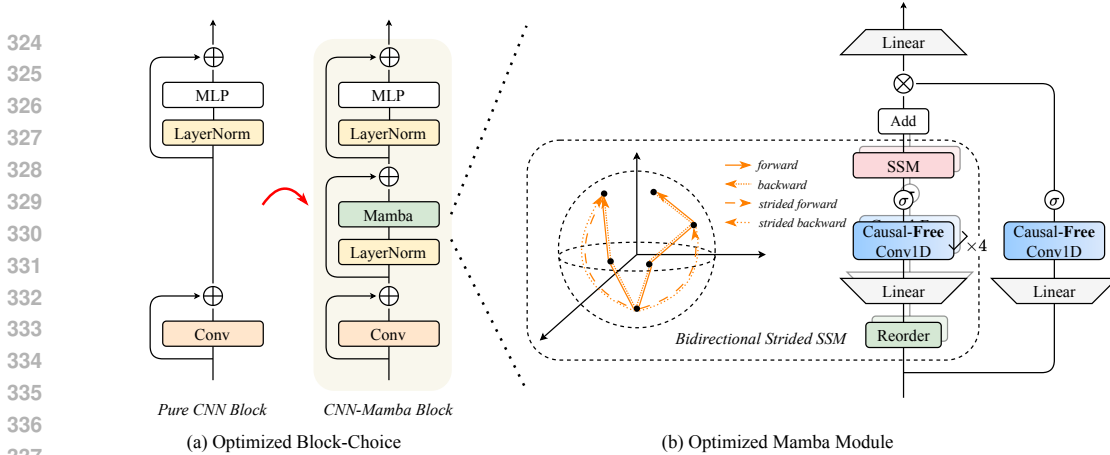 324
325
326
327
328
329
330
331
332
333
334
335
336
MLP
LayerNorm
Conv
Pure CNN Block
MLP
LayerNorm
Mamba
LayerNorm
Conv
CNN-Mamba Block
(a) Optimized Block-Choice
forward
backward
strided forward
strided backward
Bidirectional Strided SSM
Linear
Add
SSM
σ
Causal-Free
Conv1D
×4
Linear
Reorder
σ
Causal-Free
Conv1D
Linear
(b) Optimized Mamba Module